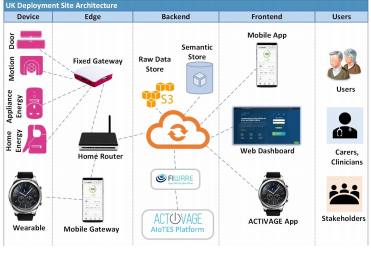 UK Deployment Site Architecture
Device
Edge
Backend
Frontend
Users
Door
Motion
Appliance
Energy
Home
Energy
Wearable
Fixed Gateway
Home Router
Mobile Gateway
Raw Data
Store
Semantic
Store
S3
FIWARE
ACTIVAGE
AIoTES Platform
Mobile App
Web Dashboard
ACTIVAGE App
Users
Carers,
Clinicians
Stakeholders